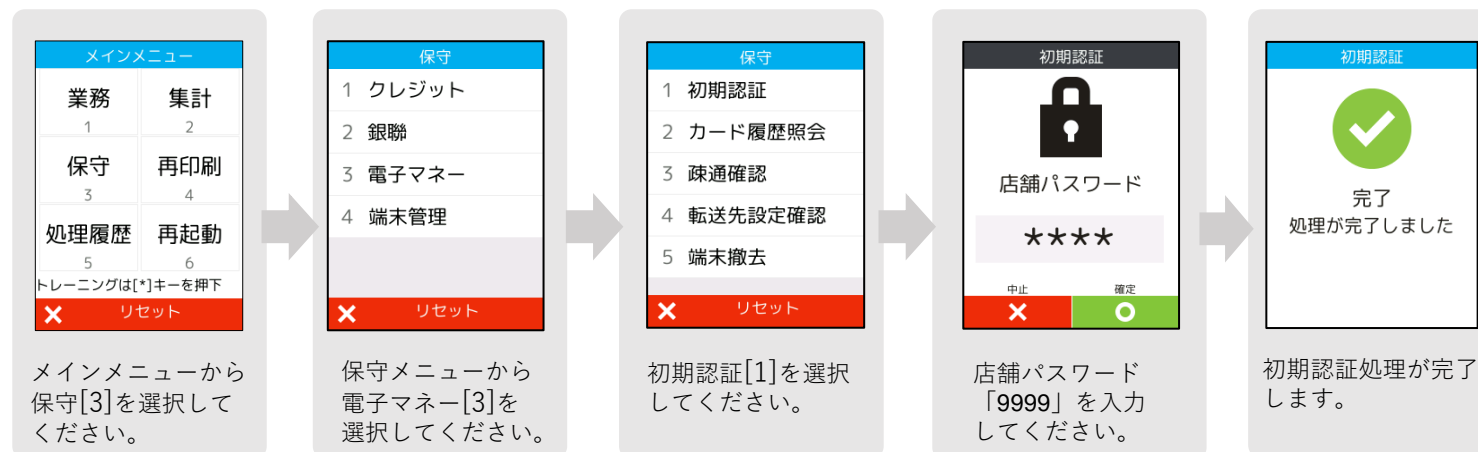 メインメニュー
業務
1
集計
2
保守
3
再印刷
4
処理履歴
5
再起動
6
トレーニングは[*]キーを押下
リセット
メインメニューから
保守[3]を選択して
ください。
保守
1 クレジット
2 銀聯
3 電子マネー
4 端末管理
リセット
保守メニューから
電子マネー[3]を
選択してください。
保守
1 初期認証
2 カード履歴照会
3 疎通確認
4 転送先設定確認
5 端末撤去
リセット
初期認証[1]を選択
してください。
初期認証
店舗パスワード
****
中止
確定
店舗パスワード
「9999」を入力
してください。
初期認証
完了
処理が完了しました
初期認証処理が完了
します。